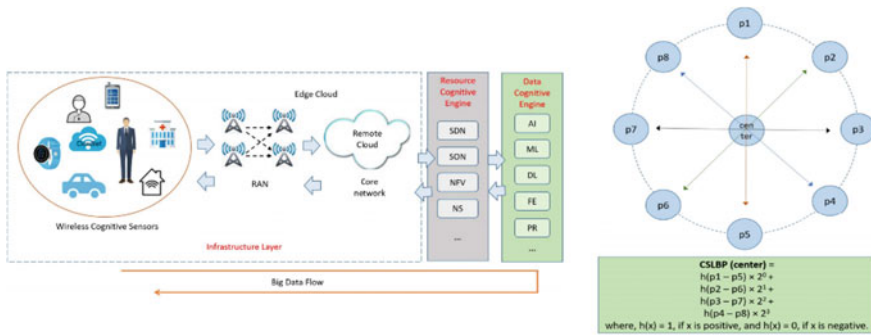 Edge Cloud
Remote
Cloud
RAN
Core
network
Wireless Cognitive Sensors
Infrastructure Layer
Resource
Cognitive
Engine
SDN
SON
NFV
NS
...
Data
Cognitive
Engine
AI
ML
DL
FE
PR
...
Big Data Flow
p1
p2
p3
p4
p5
p6
p7
p8
cen
ter
CSLBP (center) =
h(p1 – p5) × 2⁰ +
h(p2 – p6) × 2¹ +
h(p3 – p7) × 2² +
h(p4 – p8) × 2³
where, h(x) = 1, if x is positive, and h(x) = 0, if x is negative.